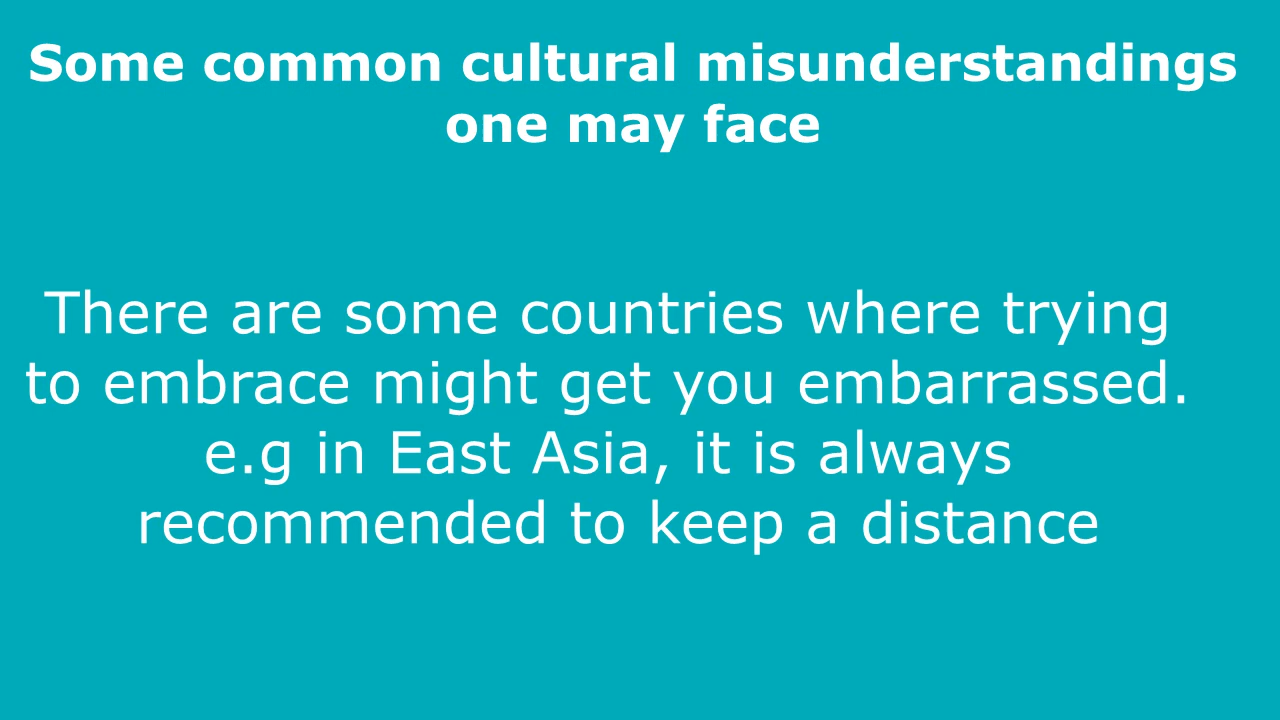 Some common cultural misunderstandings
one may face
There are some countries where trying
to embrace might get you embarrassed.
e.g in East Asia, it is always
recommended to keep a distance